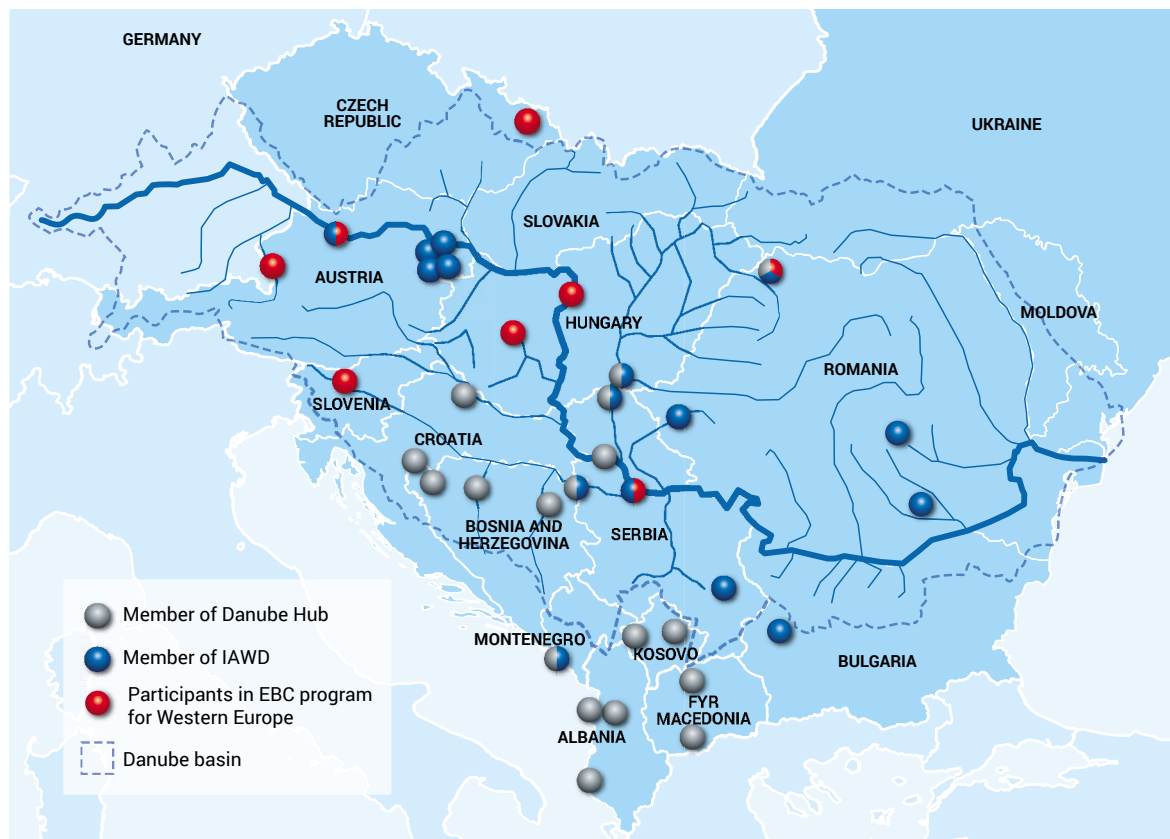 GERMANY
CZECH
REPUBLIC
UKRAINE
SLOVAKIA
AUSTRIA
MOLDOVA
HUNGARY
ROMANIA
SLOVENIA
CROATIA
BOSNIA AND
HERZEGOVINA
SERBIA
MONTENEGRO
KOSOVO
BULGARIA
FYR
MACEDONIA
ALBANIA
Member of Danube Hub
Member of IAWD
Participants in EBC program
for Western Europe
Danube basin